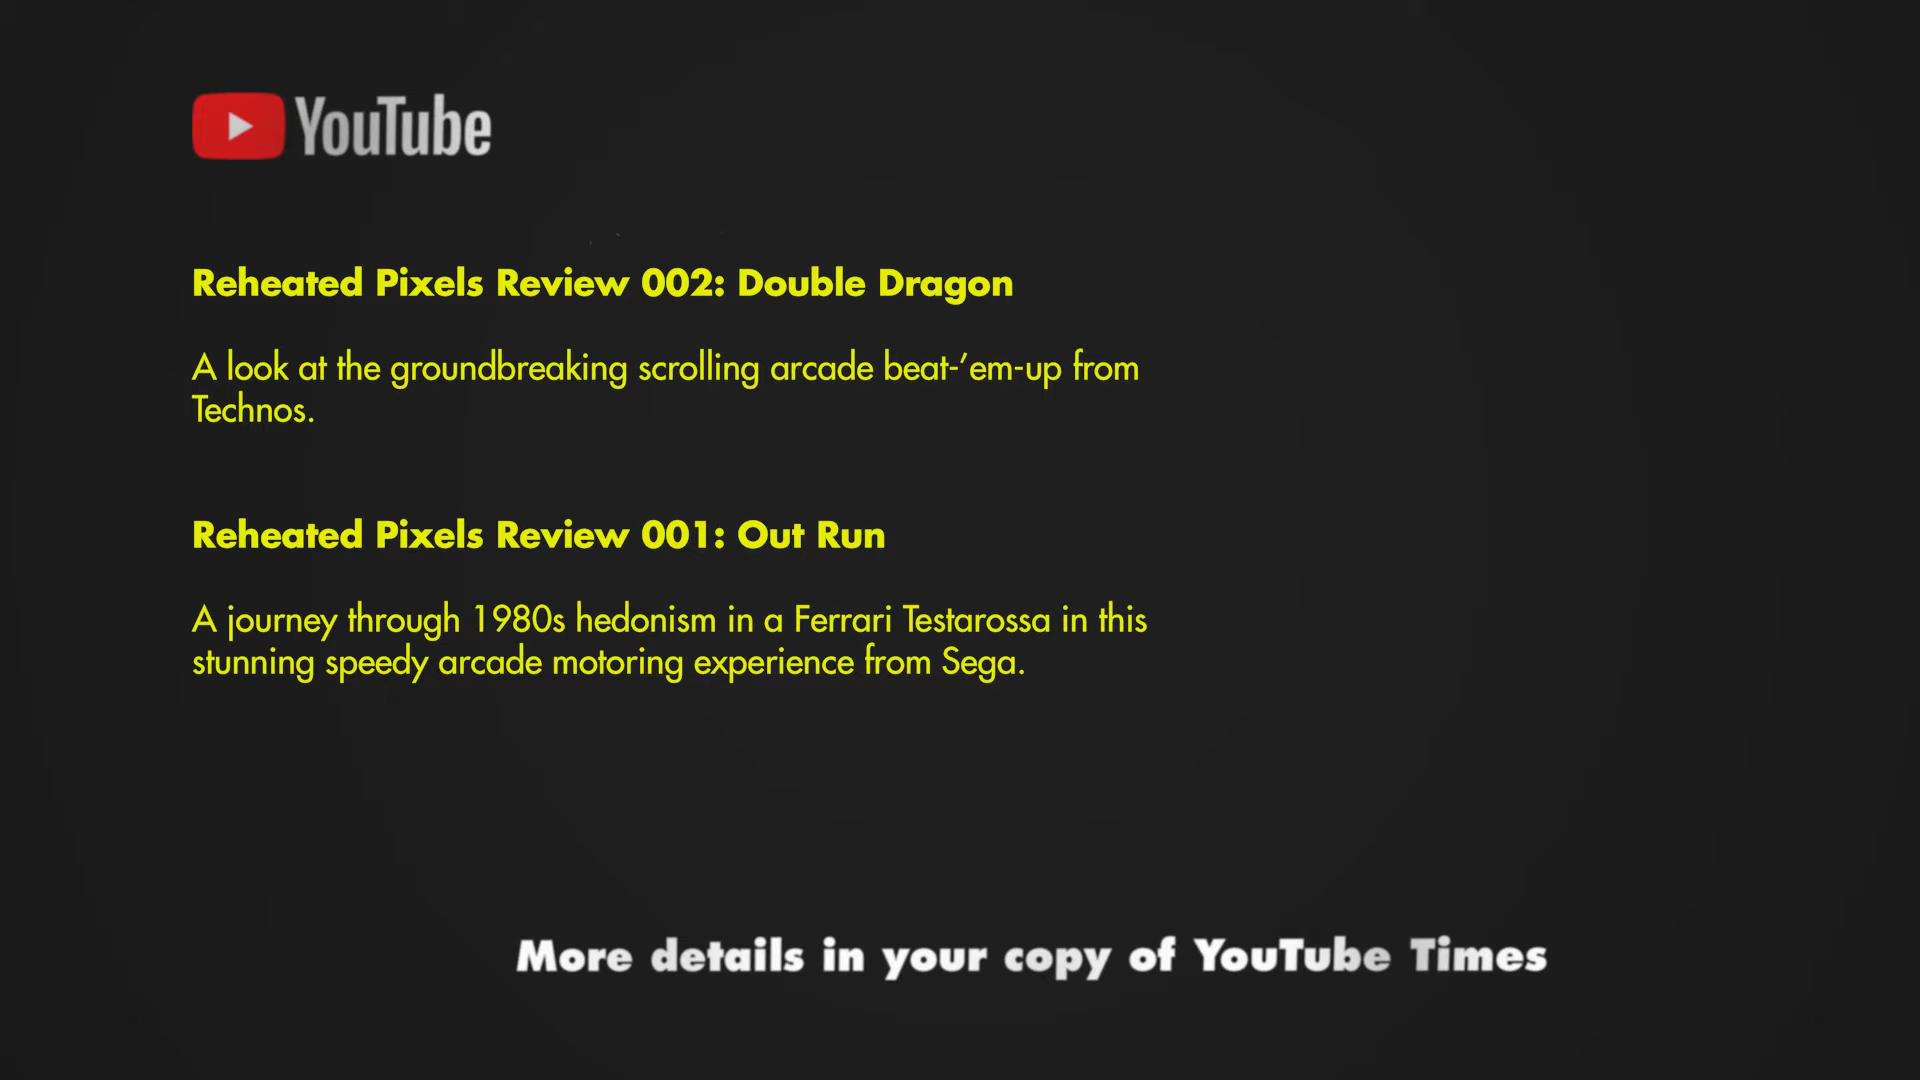 YouTube
Reheated Pixels Review 002: Double Dragon
A look at the groundbreaking scrolling arcade beat-’em-up from
Technos.
Reheated Pixels Review 001: Out Run
A journey through 1980s hedonism in a Ferrari Testarossa in this
stunning speedy arcade motoring experience from Sega.
More details in your copy of YouTube Times